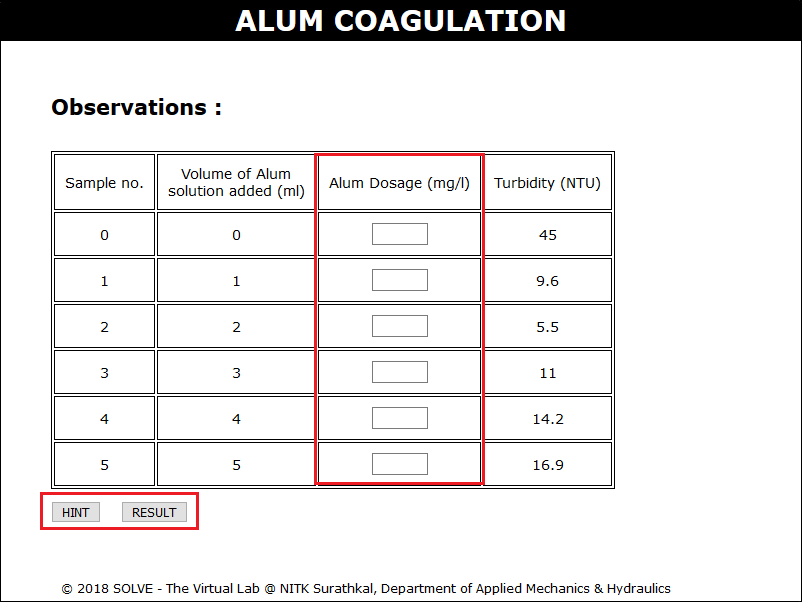 ALUM COAGULATION
Observations :
Sample no. Volume of Alum solution added (ml) Alum Dosage (mg/l) Turbidity (NTU)
0 0 45
1 1 9.6
2 2 5.5
3 3 11
4 4 14.2
5 5 16.9
HINT RESULT
© 2018 SOLVE - The Virtual Lab @ NITK Surathkal, Department of Applied Mechanics & Hydraulics